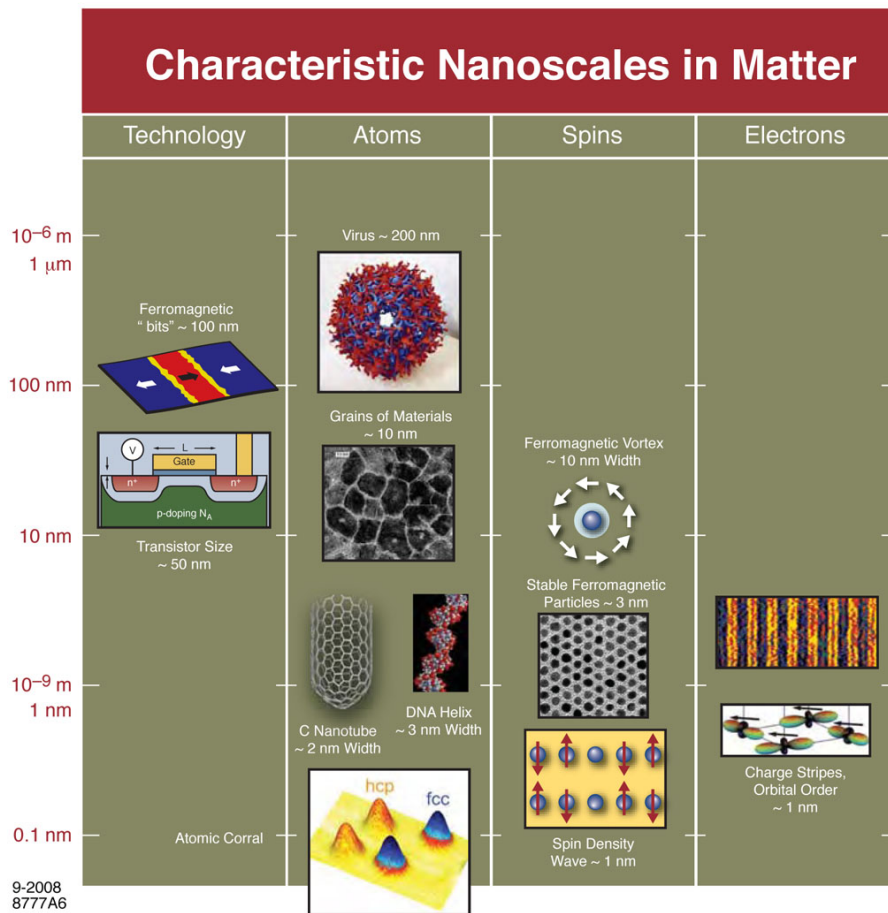 Characteristic Nanoscales in Matter
Technology
Atoms
Spins
Electrons
10⁻⁶ m
1 μm
100 nm
10 nm
10⁻⁹ m
1 nm
0.1 nm
Ferromagnetic
“ bits” ~ 100 nm
V
L
Gate
n⁺
n⁺
p-doping N_A
Transistor Size
~ 50 nm
Atomic Corral
Virus ~ 200 nm
Grains of Materials
~ 10 nm
C Nanotube
~ 2 nm Width
DNA Helix
~ 3 nm Width
hcp
fcc
Ferromagnetic Vortex
~ 10 nm Width
Stable Ferromagnetic
Particles ~ 3 nm
Spin Density
Wave ~ 1 nm
Charge Stripes,
Orbital Order
~ 1 nm
9-2008
8777A6